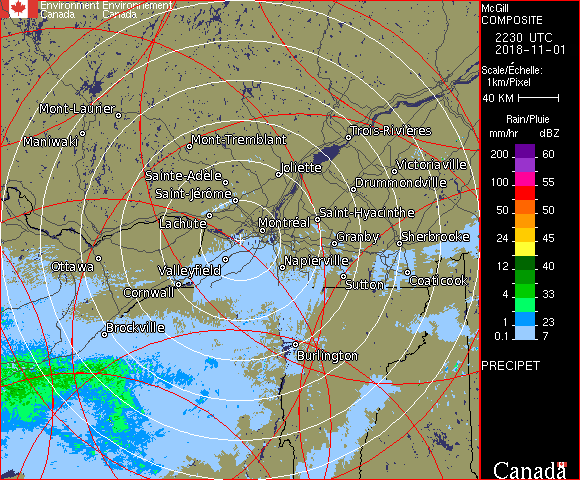 Environment Environnement
Canada Canada
McGill
COMPOSITE
2230 UTC
2018-11-01
Scale/Échelle:
1km/Pixel
40 KM
Rain/Pluie
mm/hr dBZ
200 60
55
100 55
50 50
24 45
12 40
4 33
1 23
0.1 7
PRECIPET
Canada
Mont-Laurier
Maniwaki
Mont-Tremblant
Trois-Rivières
Sainte-Adèle
Joliette
Victoriaville
Saint-Jérôme
Drummondville
Lachute
Montréal
Saint-Hyacinthe
Granby
Sherbrooke
Ottawa
Valleyfield
Napierville
Cornwall
Sutton
Coaticook
Brockville
Burlington